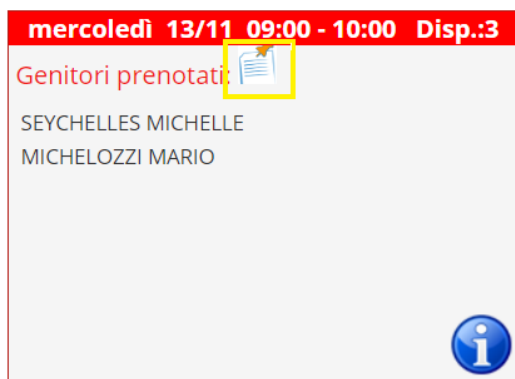 mercoledì 13/11 09:00 - 10:00 Disp.:3
Genitori prenotati:
SEYCHELLES MICHELLE
MICHELOZZI MARIO